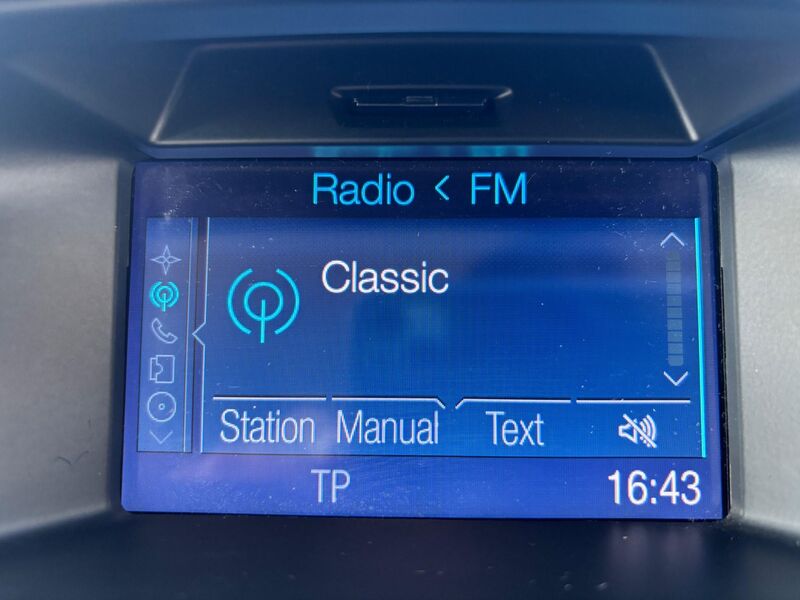 Radio < FM
Classic
Station Manual Text
TP 16:43